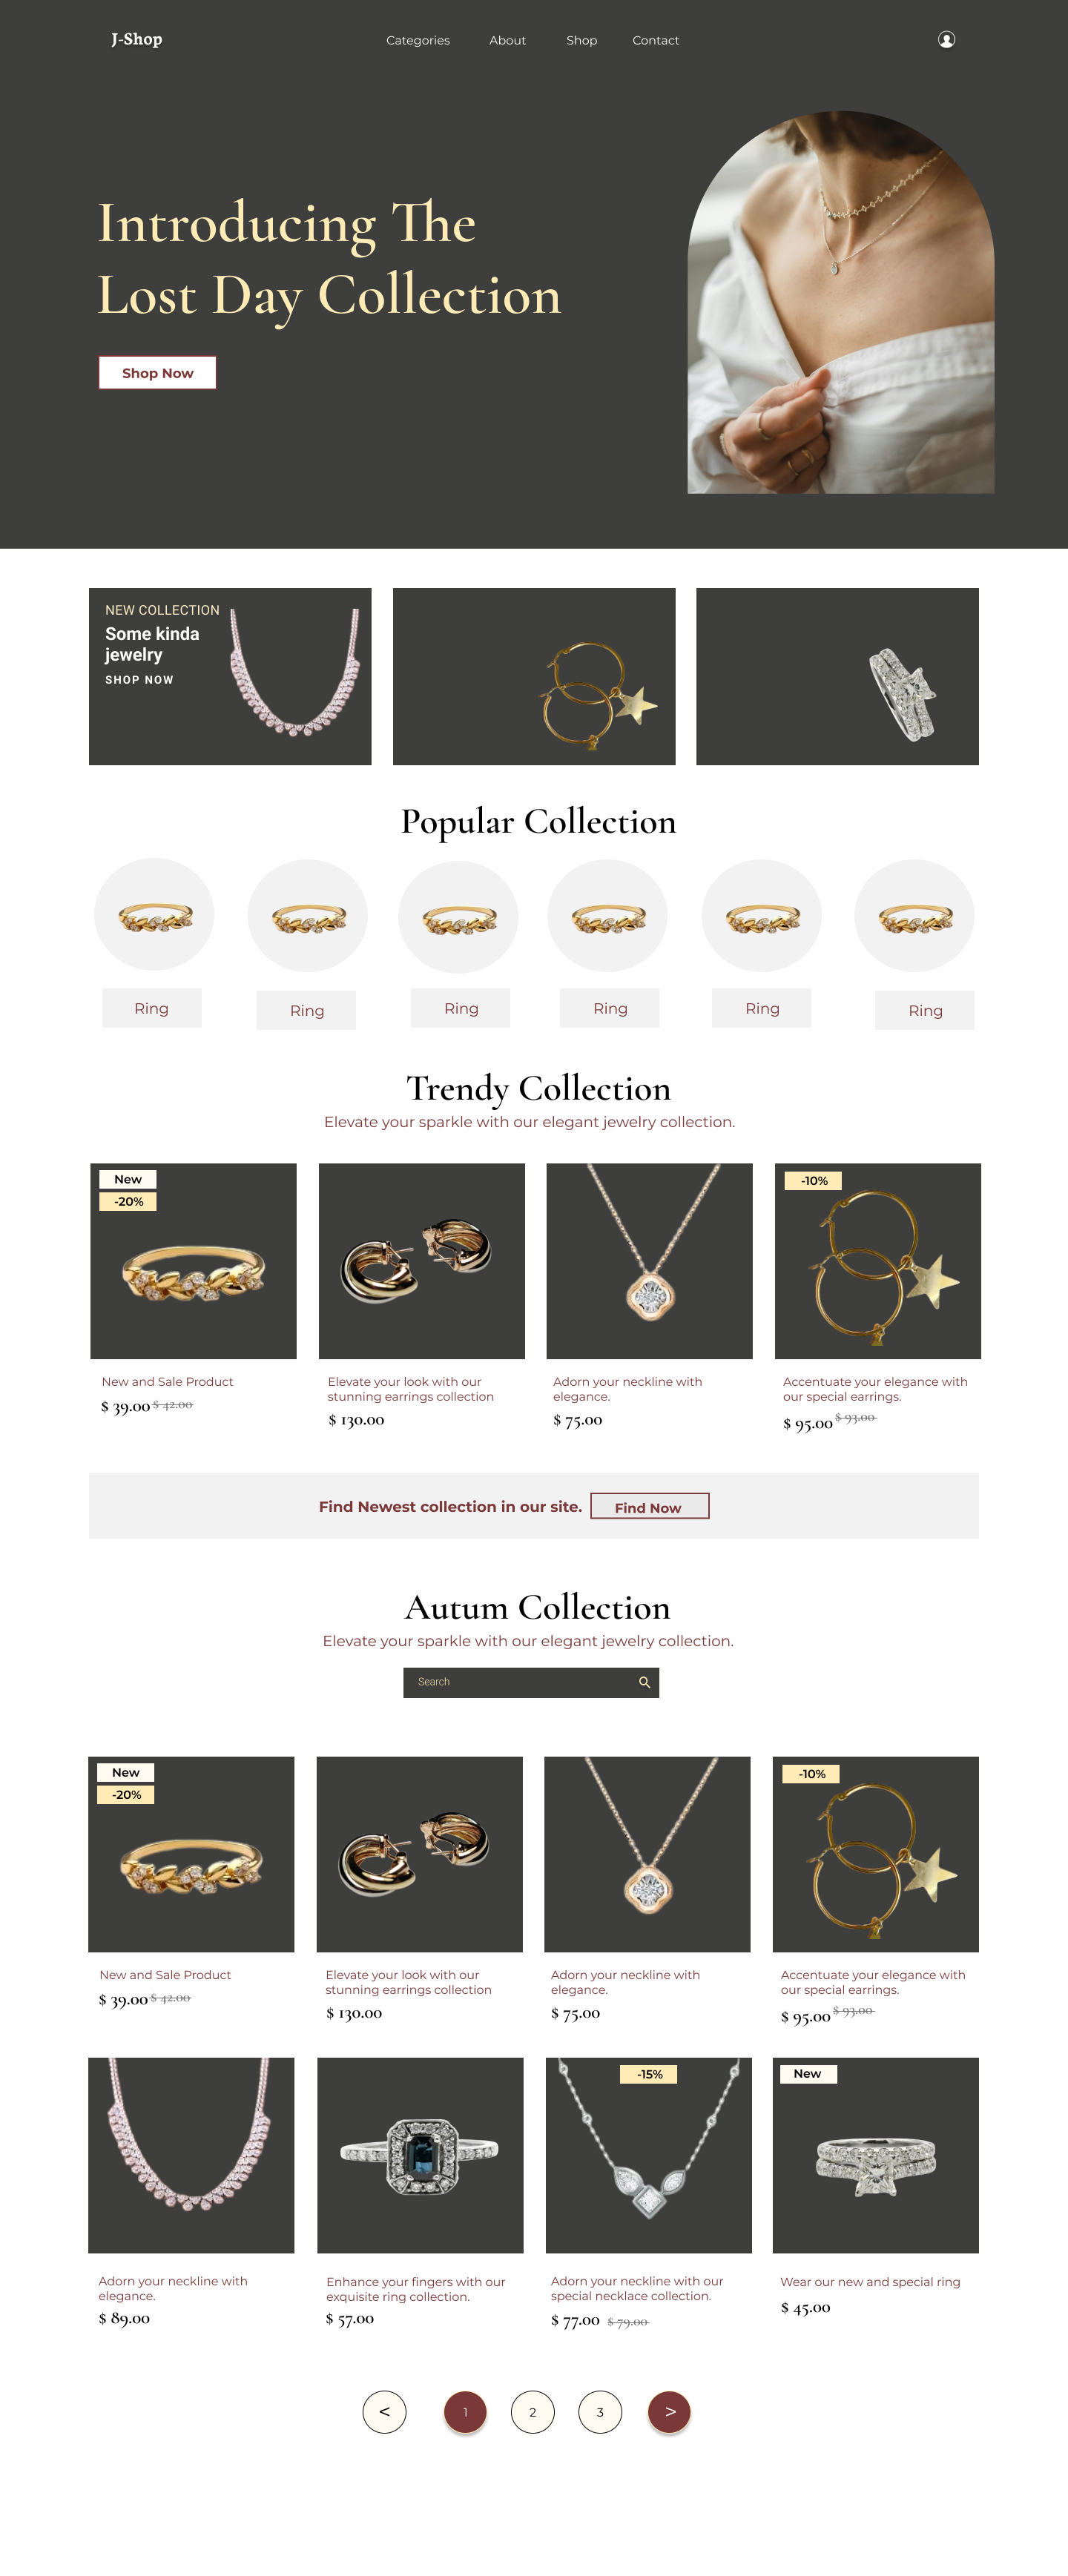 J-Shop
Categories
About
Shop
Contact
Introducing The
Lost Day Collection
Shop Now
NEW COLLECTION
Some kinda
jewelry
SHOP NOW
Popular Collection
Ring
Ring
Ring
Ring
Ring
Ring
Trendy Collection
Elevate your sparkle with our elegant jewelry collection.
New
-20%
-10%
New and Sale Product
$ 39.00 $ 42.00
Elevate your look with our
stunning earrings collection
$ 130.00
Adorn your neckline with
elegance.
$ 75.00
Accentuate your elegance with
our special earrings.
$ 95.00 $ 93.00
Find Newest collection in our site.
Find Now
Autum Collection
Elevate your sparkle with our elegant jewelry collection.
Search
New
-20%
-10%
New and Sale Product
$ 39.00 $ 42.00
Elevate your look with our
stunning earrings collection
$ 130.00
Adorn your neckline with
elegance.
$ 75.00
Accentuate your elegance with
our special earrings.
$ 95.00 $ 93.00
-15%
New
Adorn your neckline with
elegance.
$ 89.00
Enhance your fingers with our
exquisite ring collection.
$ 57.00
Adorn your neckline with our
special necklace collection.
$ 77.00 $ 79.00
Wear our new and special ring
$ 45.00
< 1 2 3 >